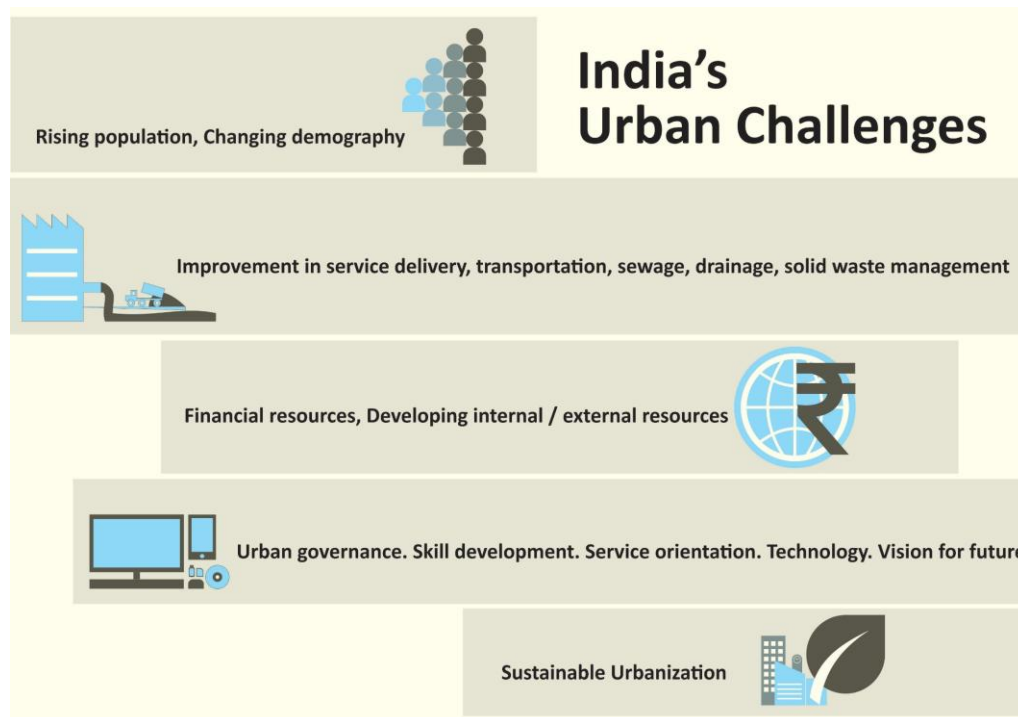 India's
Urban Challenges
Rising population, Changing demography
Improvement in service delivery, transportation, sewage, drainage, solid waste management
Financial resources, Developing internal / external resources
₹
Urban governance. Skill development. Service orientation. Technology. Vision for future
Sustainable Urbanization